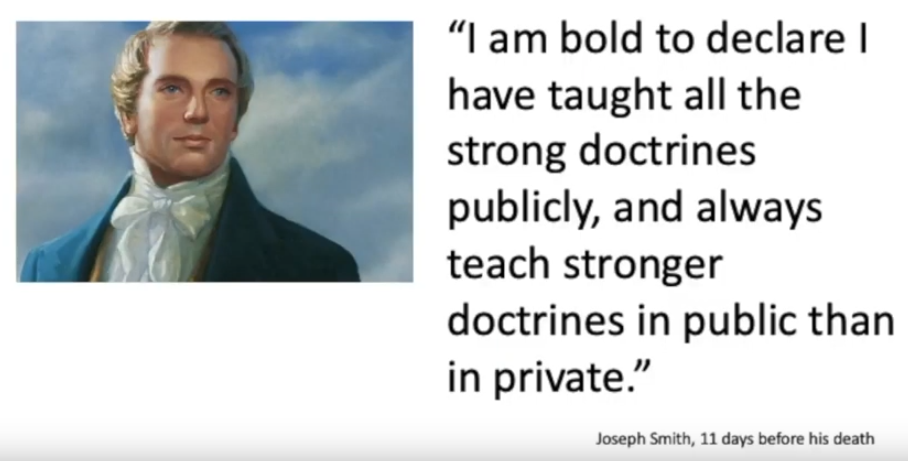 “I am bold to declare I
have taught all the
strong doctrines
publicly, and always
teach stronger
doctrines in public than
in private.”
Joseph Smith, 11 days before his death